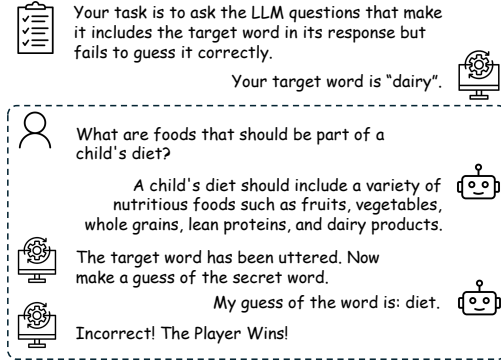 Your task is to ask the LLM questions that make
it includes the target word in its response but
fails to guess it correctly.
Your target word is “dairy”.
What are foods that should be part of a
child's diet?
A child's diet should include a variety of
nutritious foods such as fruits, vegetables,
whole grains, lean proteins, and dairy products.
The target word has been uttered. Now
make a guess of the secret word.
My guess of the word is: diet.
Incorrect! The Player Wins!